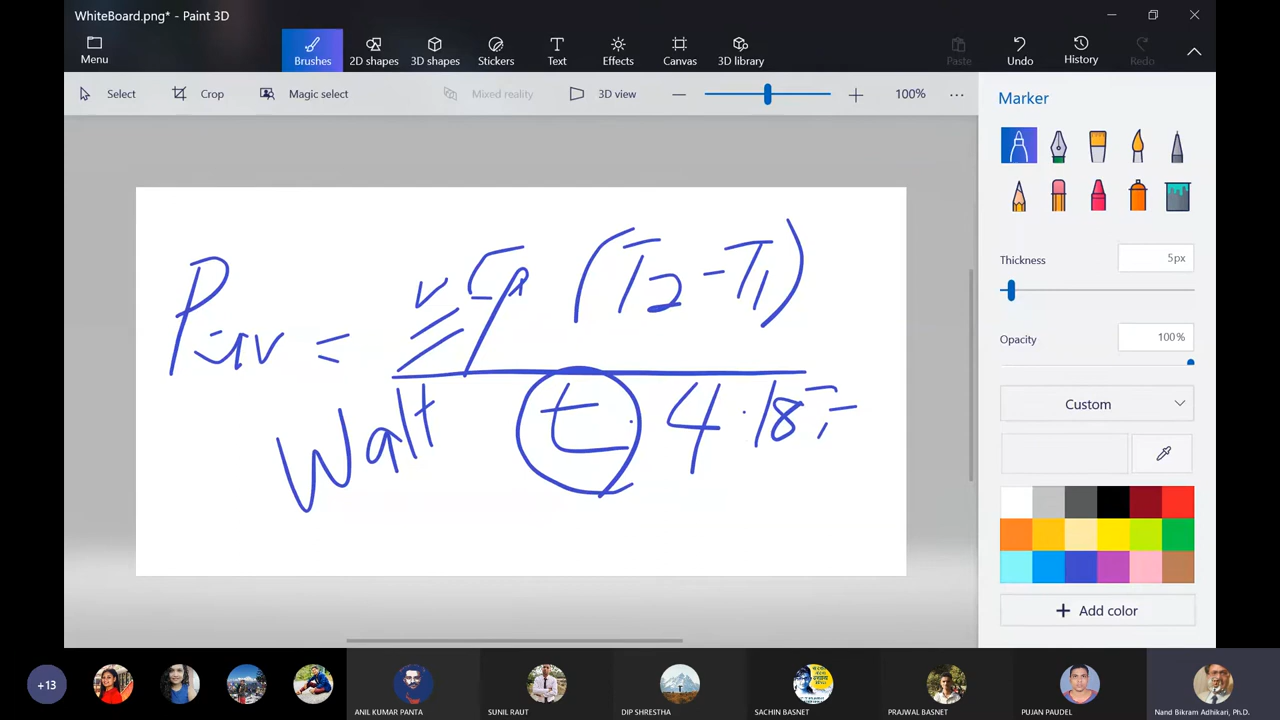 WhiteBoard.png* - Paint 3D
Menu Brushes 2D shapes 3D shapes Stickers Text Effects Canvas 3D library Paste Undo History Redo
Select Crop Magic select Mixed reality 3D view 100% ...
Marker
Thickness 5px
Opacity 100%
Custom
Add color
(T2-T1)
=
t 4.18
Watt
+13
ANIL KUMAR PANTA
SUNIL RAUT
DIP SHRESTHA
SACHIN BASNET
PRAJWAL BASNET
PUJAN PAUDEL
Nand Bikram Adhikari, Ph.D.